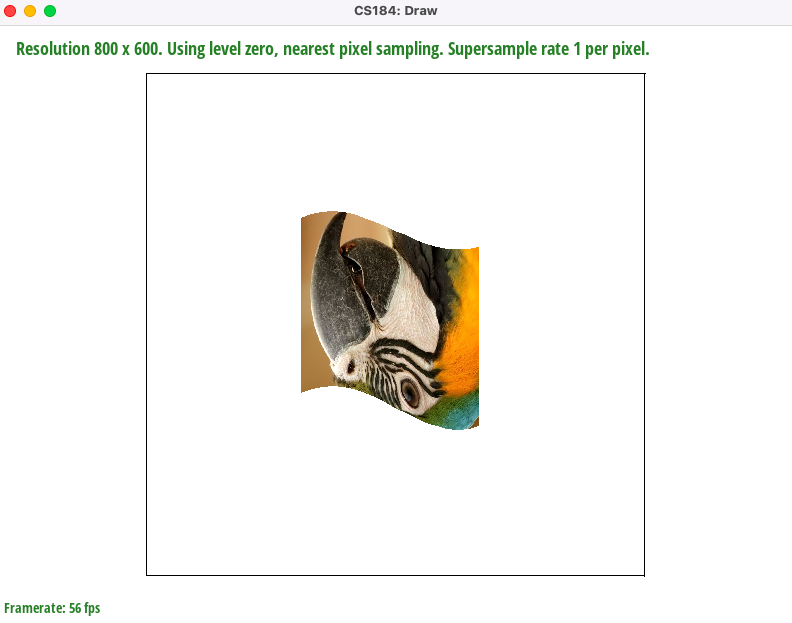 CS184: Draw
Resolution 800 x 600. Using level zero, nearest pixel sampling. Supersample rate 1 per pixel.
Framerate: 56 fps